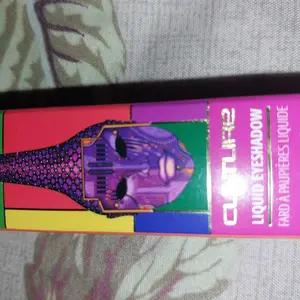 CULTURE
LIQUID EYESHADOW
FARD À PAUPIÈRES LIQUIDE